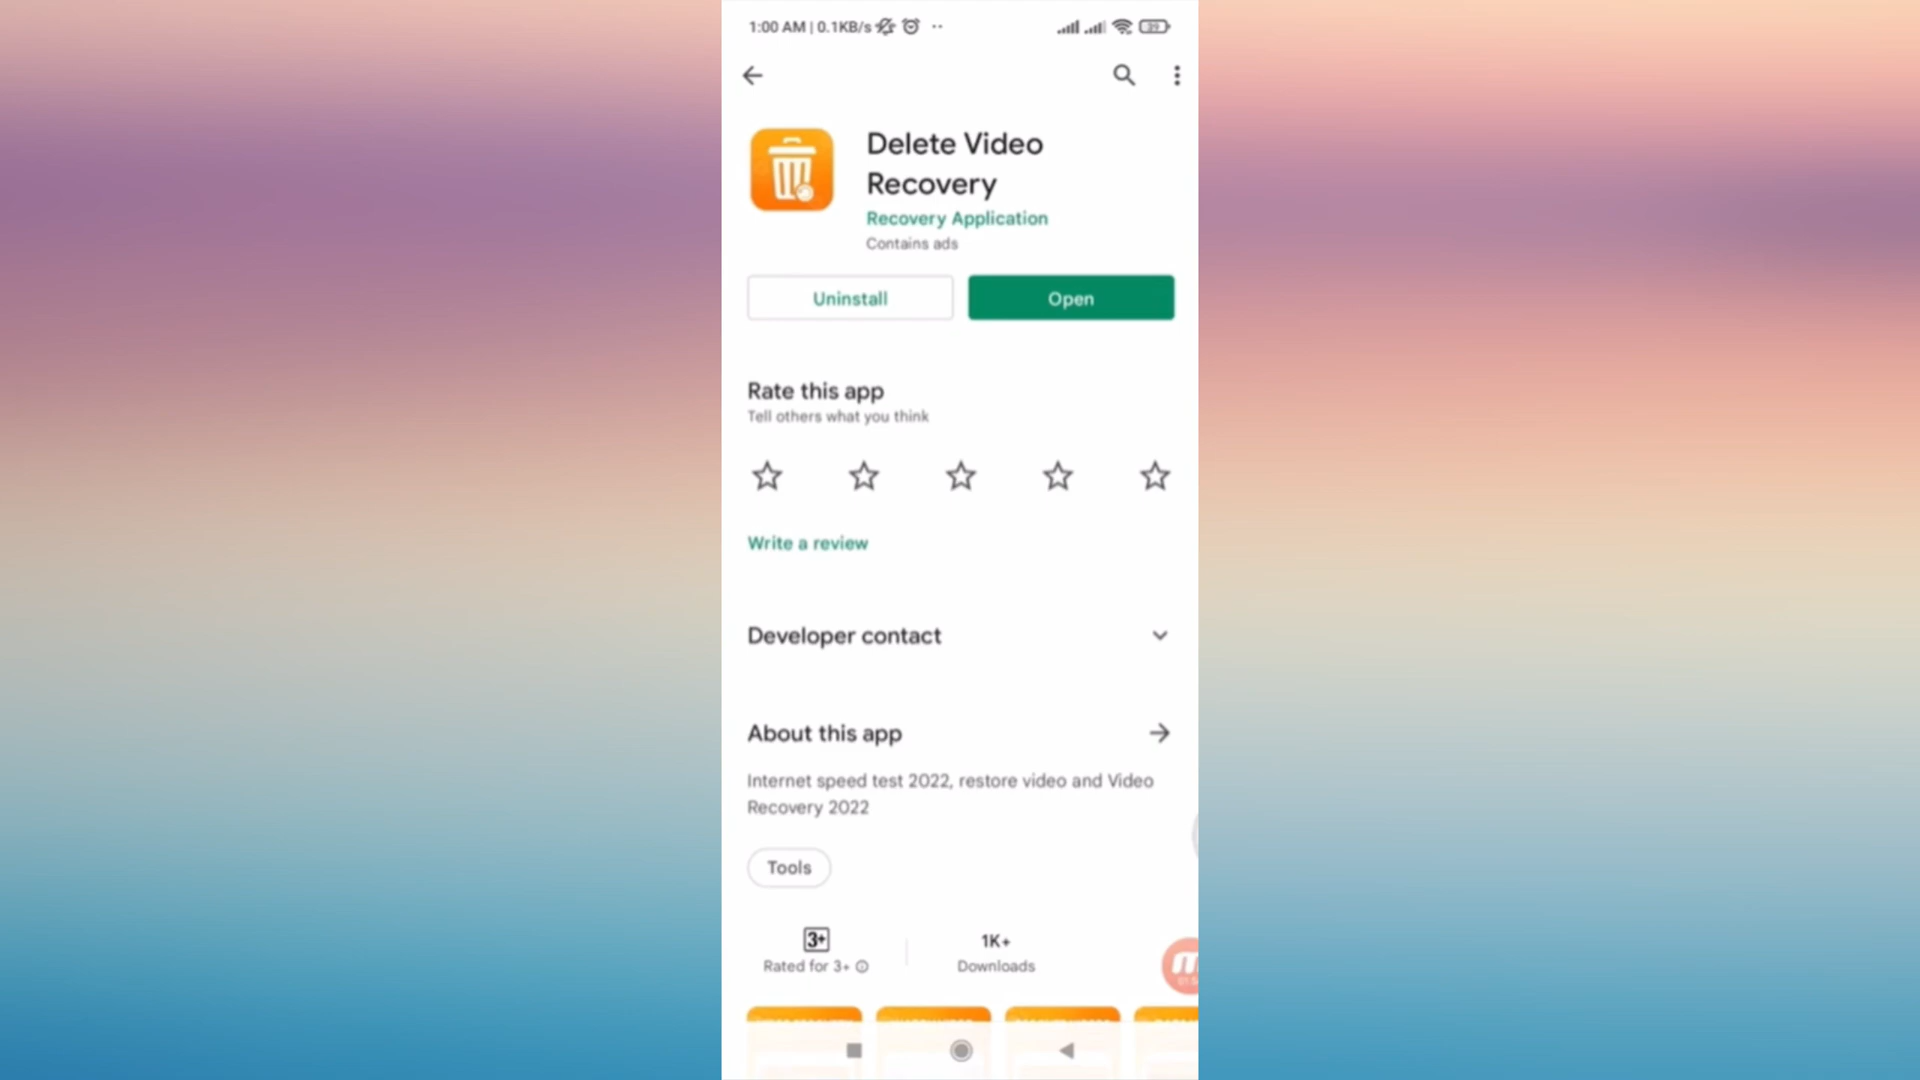 1:00 AM | 0.1KB/s
39
Delete Video
Recovery
Recovery Application
Contains ads
Uninstall
Open
Rate this app
Tell others what you think
Write a review
Developer contact
About this app
Internet speed test 2022, restore video and Video
Recovery 2022
Tools
3+
1K+
Rated for 3+
Downloads